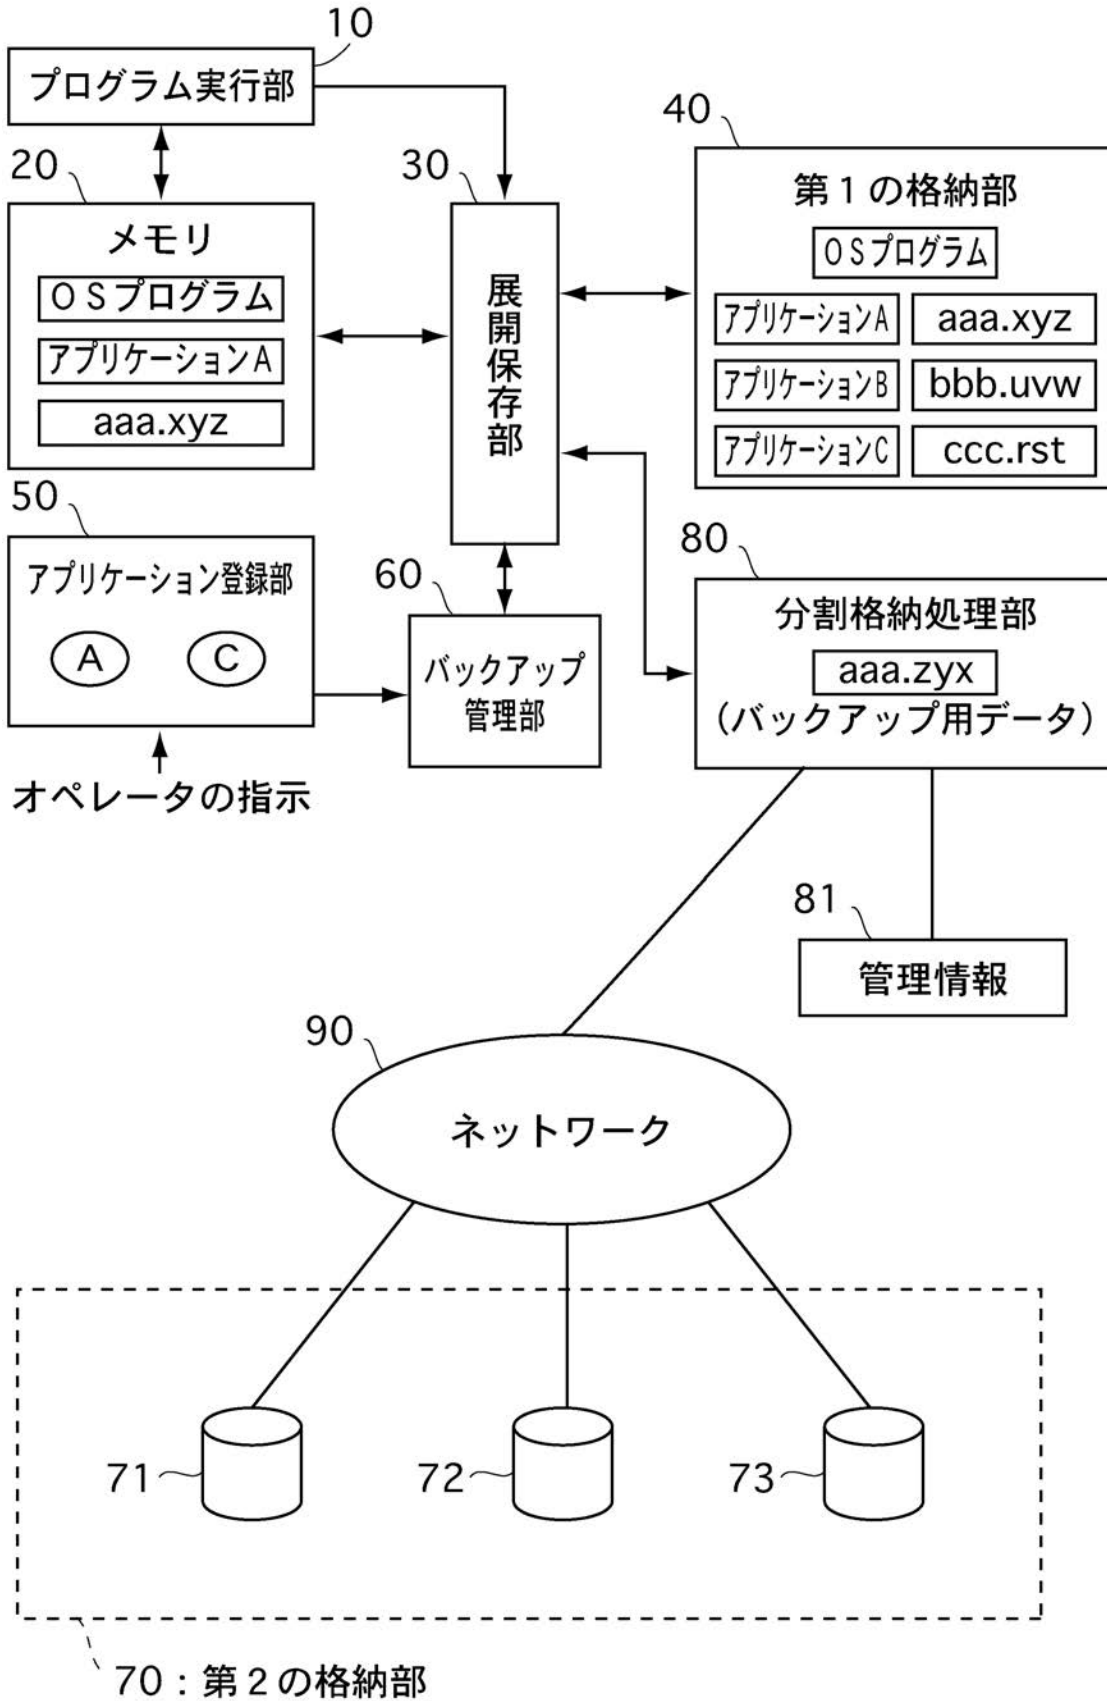 10
プログラム実行部
20
メモリ
OSプログラム
アプリケーションA
aaa.xyz
30
展開保存部
40
第1の格納部
OSプログラム
アプリケーションA
aaa.xyz
アプリケーションB
bbb.uvw
アプリケーションC
ccc.rst
50
アプリケーション登録部
A
C
オペレータの指示
60
バックアップ
管理部
80
分割格納処理部
aaa.zyx
(バックアップ用データ)
81
管理情報
90
ネットワーク
71
72
73
70:第2の格納部